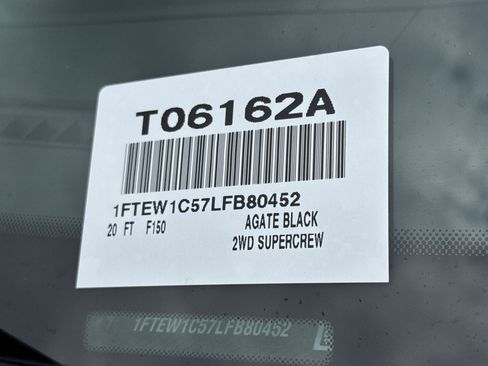 T06162A
1FTEW1C57LFB80452
20 FT F150 AGATE BLACK
2WD SUPERCREW
1FTEW1C57LFB80452